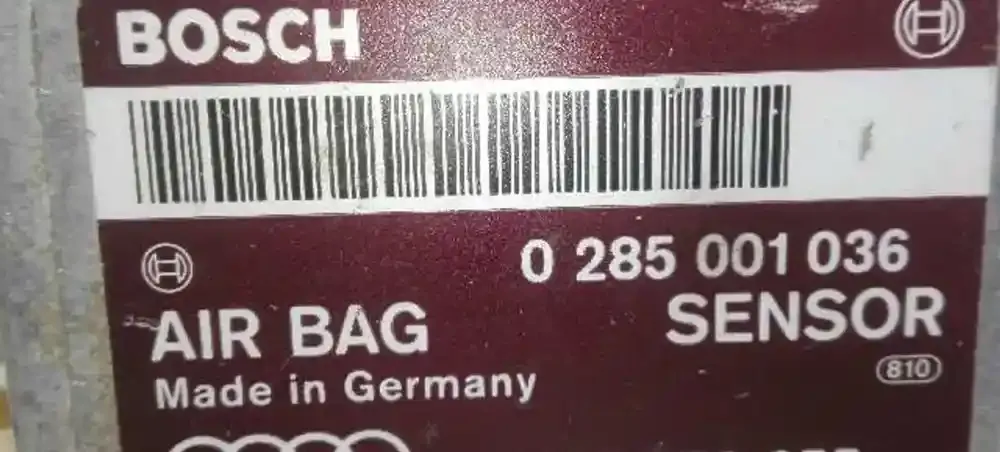 BOSCH
0 285 001 036
AIR BAG SENSOR
Made in Germany 810